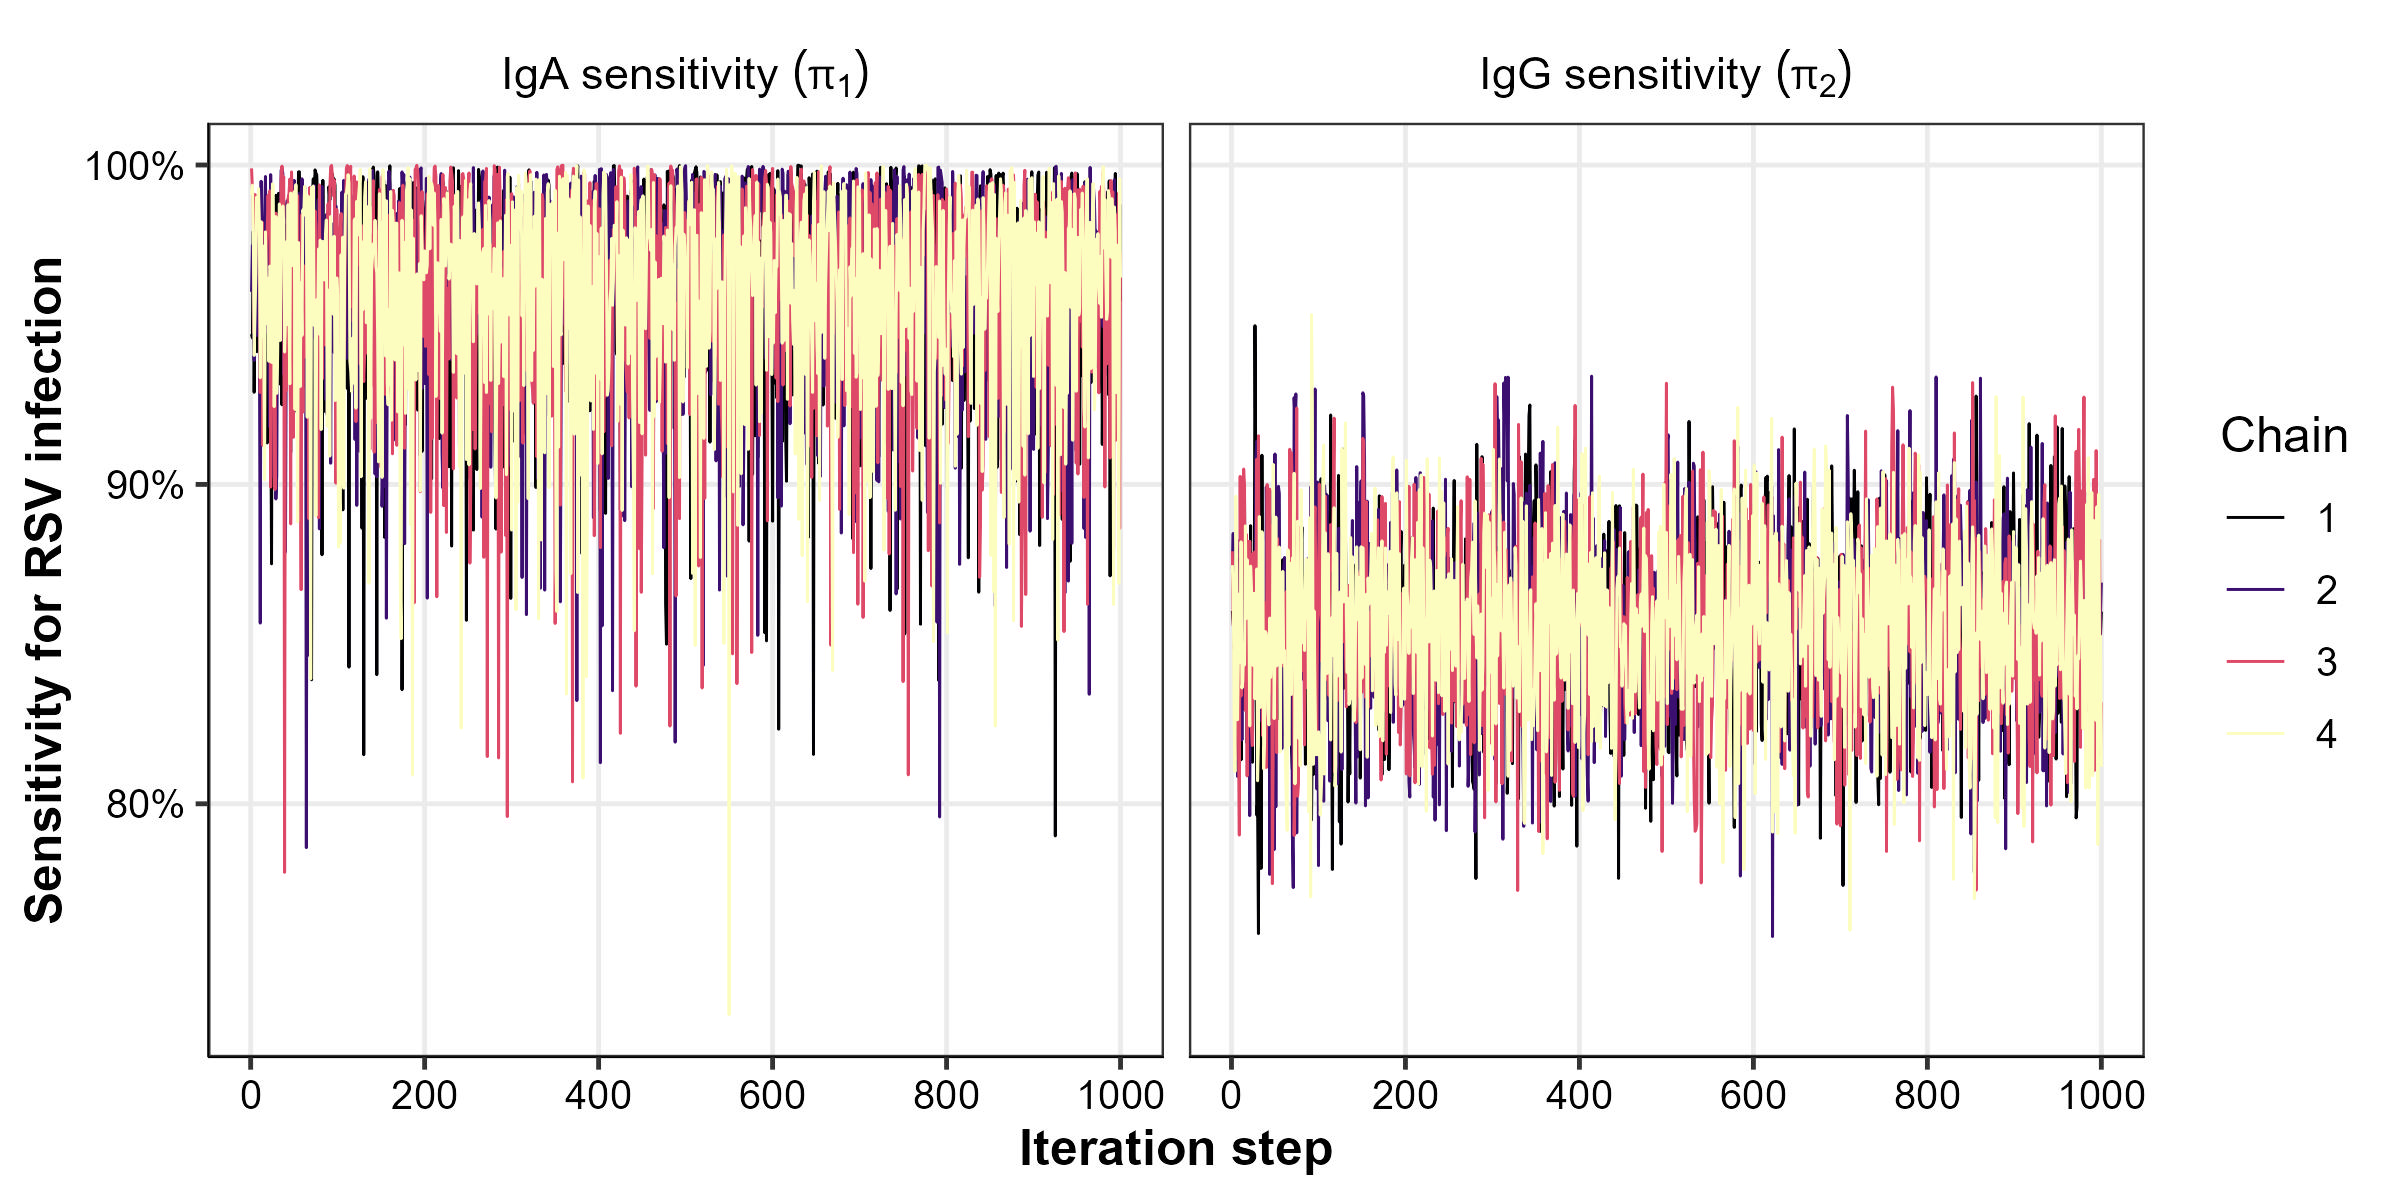 IgA sensitivity (π₁)
IgG sensitivity (π₂)
Sensitivity for RSV infection
100%
90%
80%
0 200 400 600 800 1000
0 200 400 600 800 1000
Iteration step
Chain
1
2
3
4